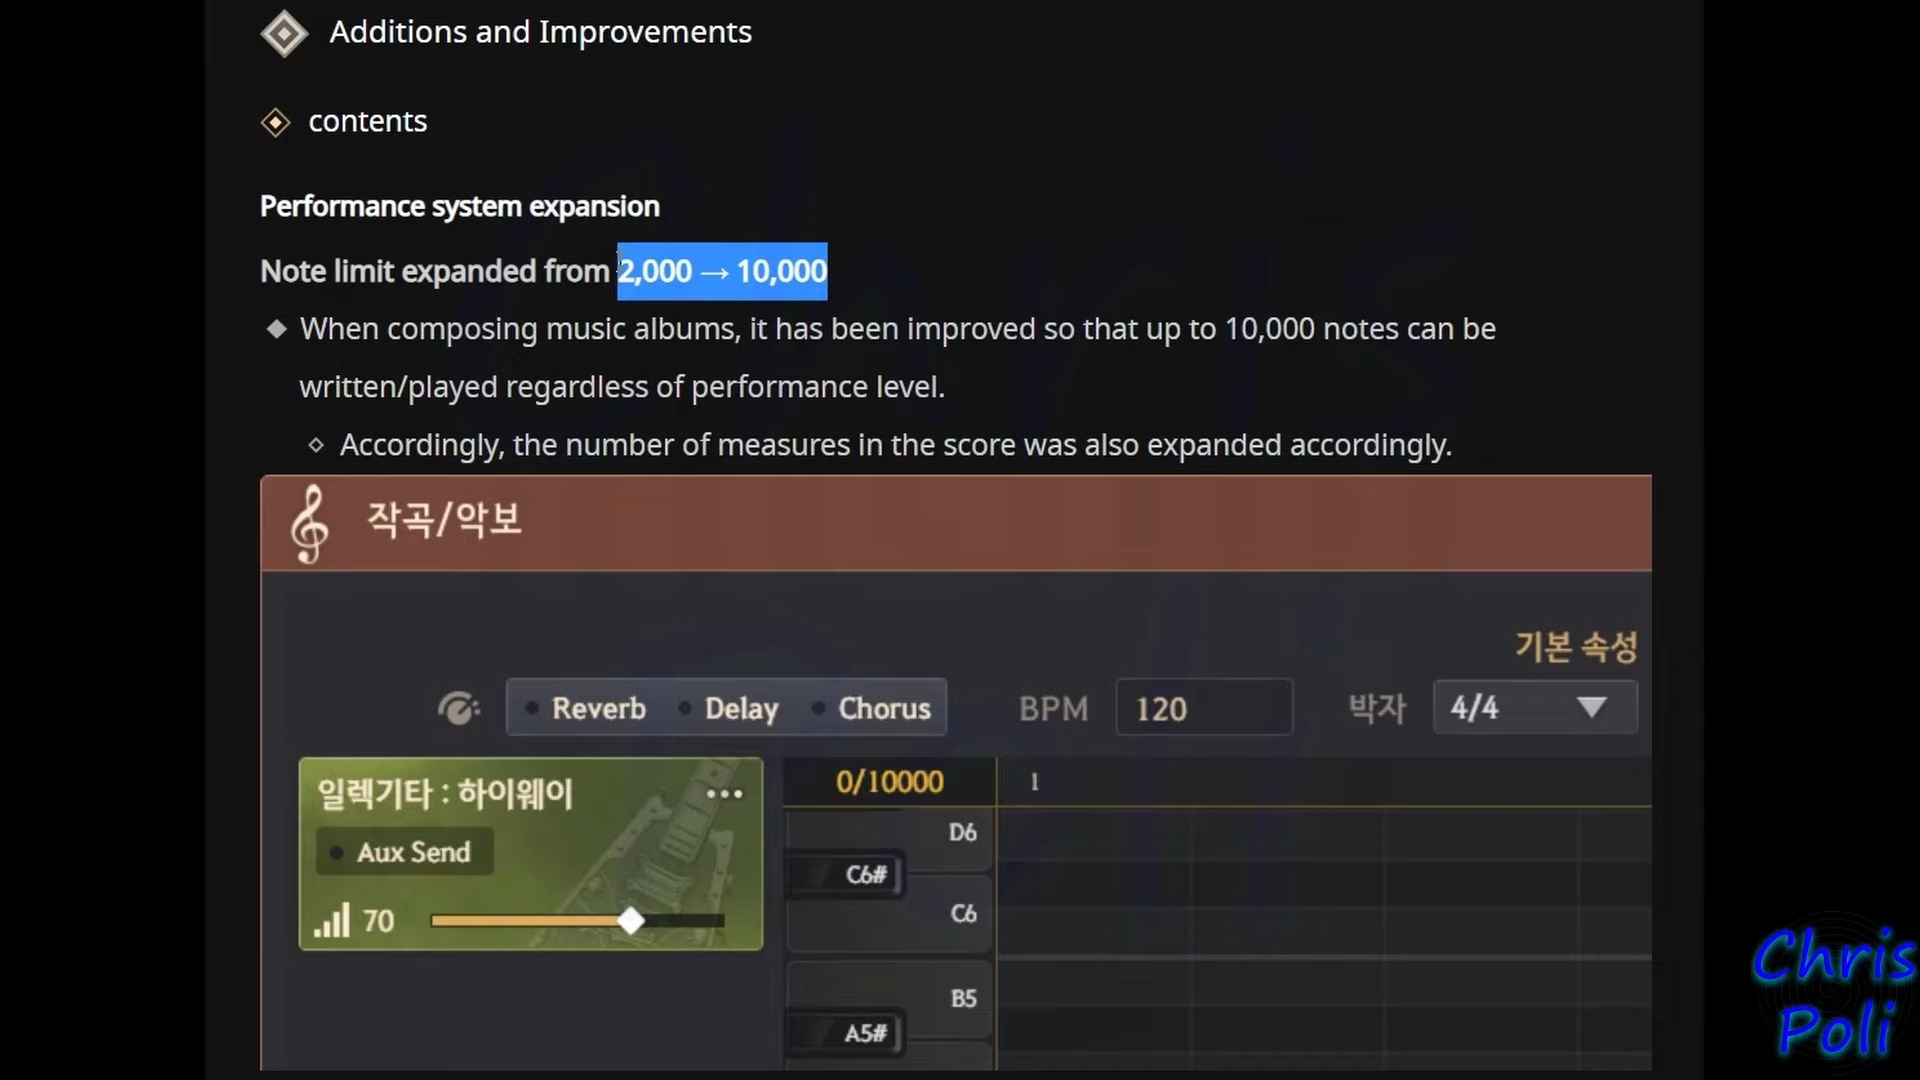 Additions and Improvements
contents
Performance system expansion
Note limit expanded from 2,000 → 10,000
When composing music albums, it has been improved so that up to 10,000 notes can be
written/played regardless of performance level.
Accordingly, the number of measures in the score was also expanded accordingly.
작곡/악보
기본 속성
Reverb Delay Chorus BPM 120 박자 4/4
일렉기타 : 하이웨이
Aux Send
70
0/10000 1
D6
C6#
C6
B5
A5#
Chris
Poli